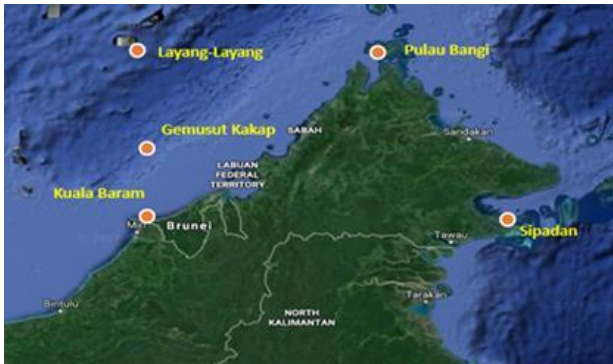 Layang-Layang
Pulau Bangi
Gemusut Kakap
SABAH
Sandakan
LABUAN
FEDERAL
TERRITORY
Kuala Baram
Miri
Brunei
Tawau
Sipadan
Tarakan
Bintulu
NORTH
KALIMANTAN